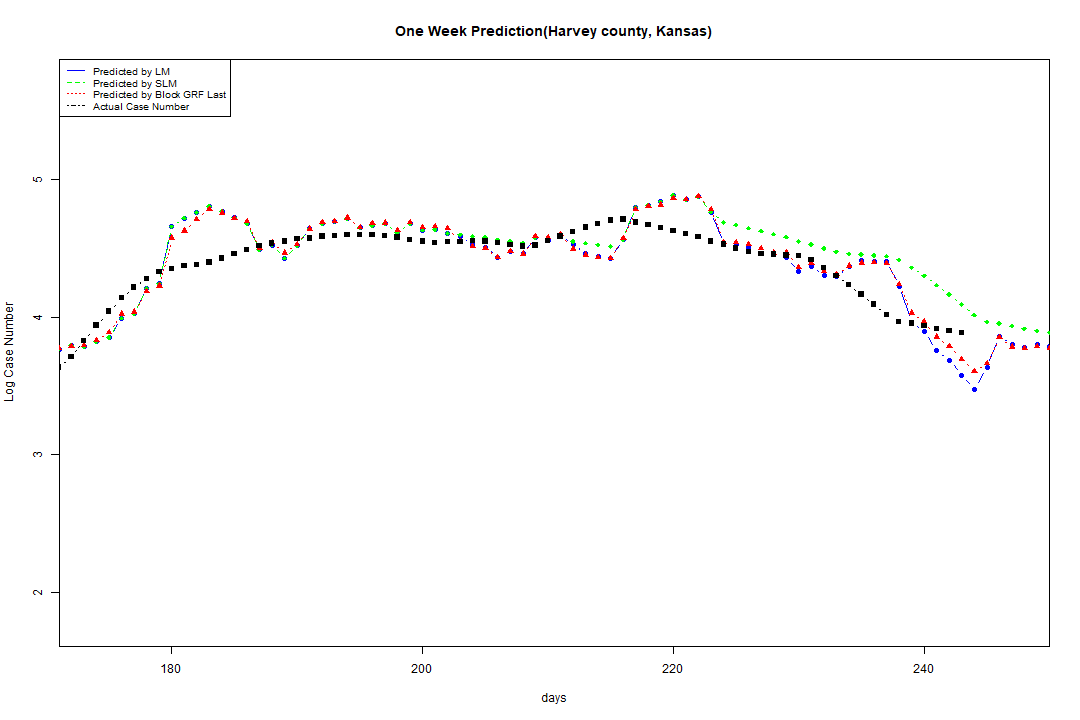 One Week Prediction(Harvey county, Kansas)
Predicted by LM
Predicted by SLM
Predicted by Block GRF Last
Actual Case Number
5
4
3
2
Log Case Number
180 200 220 240
days